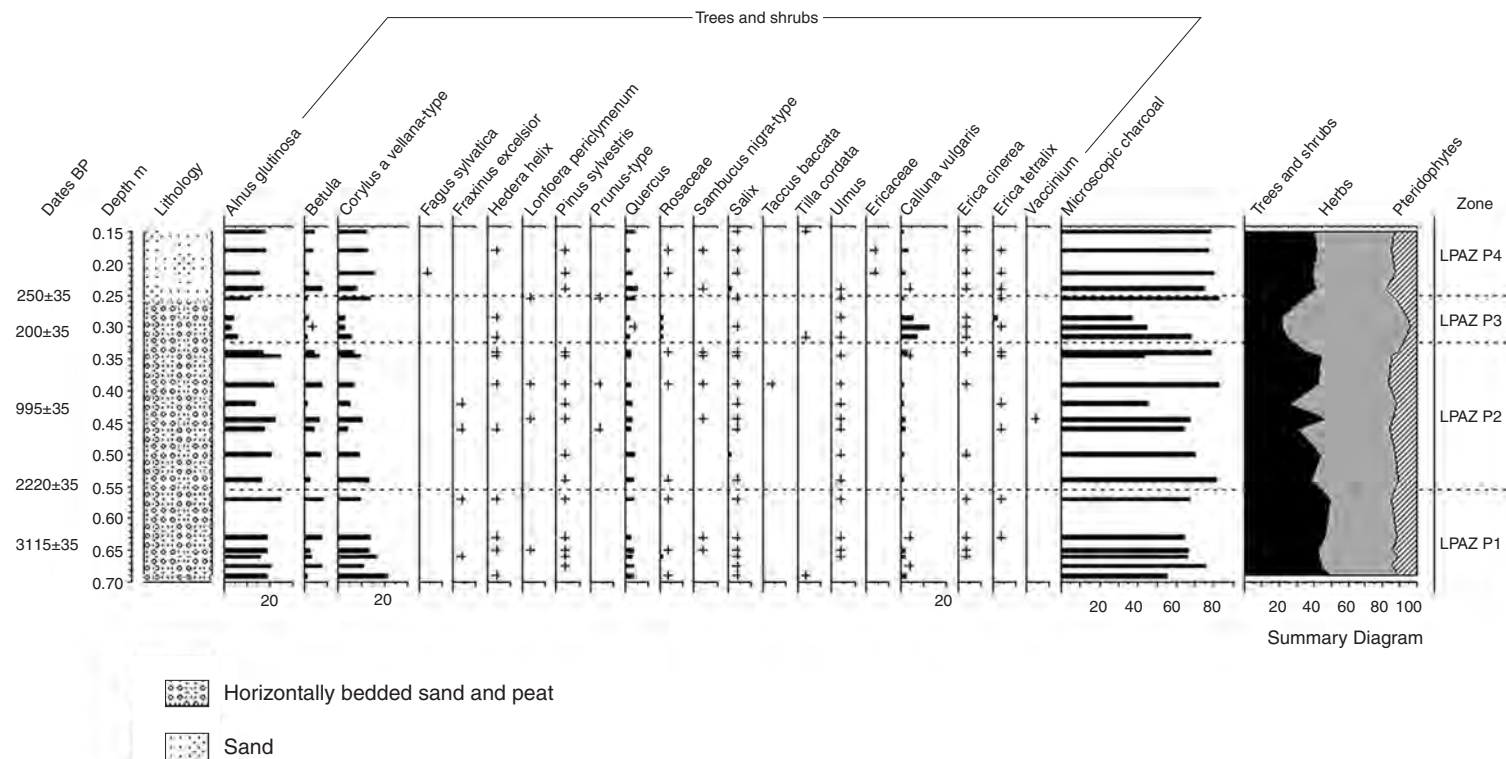 Trees and shrubs
Dates BP
Depth m
Lithology
Alnus glutinosa
Betula
Corylus a vellana-type
Fagus sylvatica
Fraxinus excelsior
Hedera helix
Lonfoera periclymenum
Pinus sylvestris
Prunus-type
Quercus
Rosaceae
Sambucus nigra-type
Salix
Taccus baccata
Tilla cordata
Ulmus
Ericaceae
Calluna vulgaris
Erica cinerea
Erica tetralix
Vaccinium
Microscopic charcoal
Trees and shrubs
Herbs
Pteridophytes
Zone
0.15
LPAZ P4
0.20
250±35 0.25
0.30 LPAZ P3
200±35
0.35
0.40
995±35 LPAZ P2
0.45
0.50
2220±35 0.55
0.60
3115±35 0.65 LPAZ P1
0.70
20 20 20 20 40 60 80 20 40 60 80 100
Summary Diagram
Horizontally bedded sand and peat
Sand